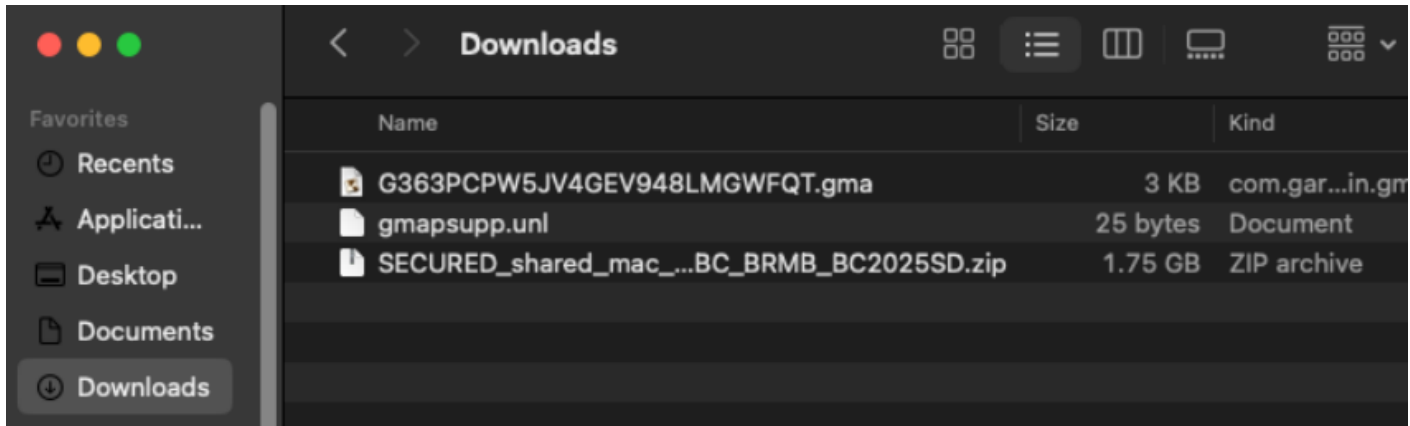 Downloads
Favorites
Recents
Applicati...
Desktop
Documents
Downloads
Name Size Kind
G363PCPW5JV4GEV948LMGWFQT.gma 3 KB com.gar...in.gm
gmapsupp.unl 25 bytes Document
SECURED_shared_mac_...BC_BRMB_BC2025SD.zip 1.75 GB ZIP archive